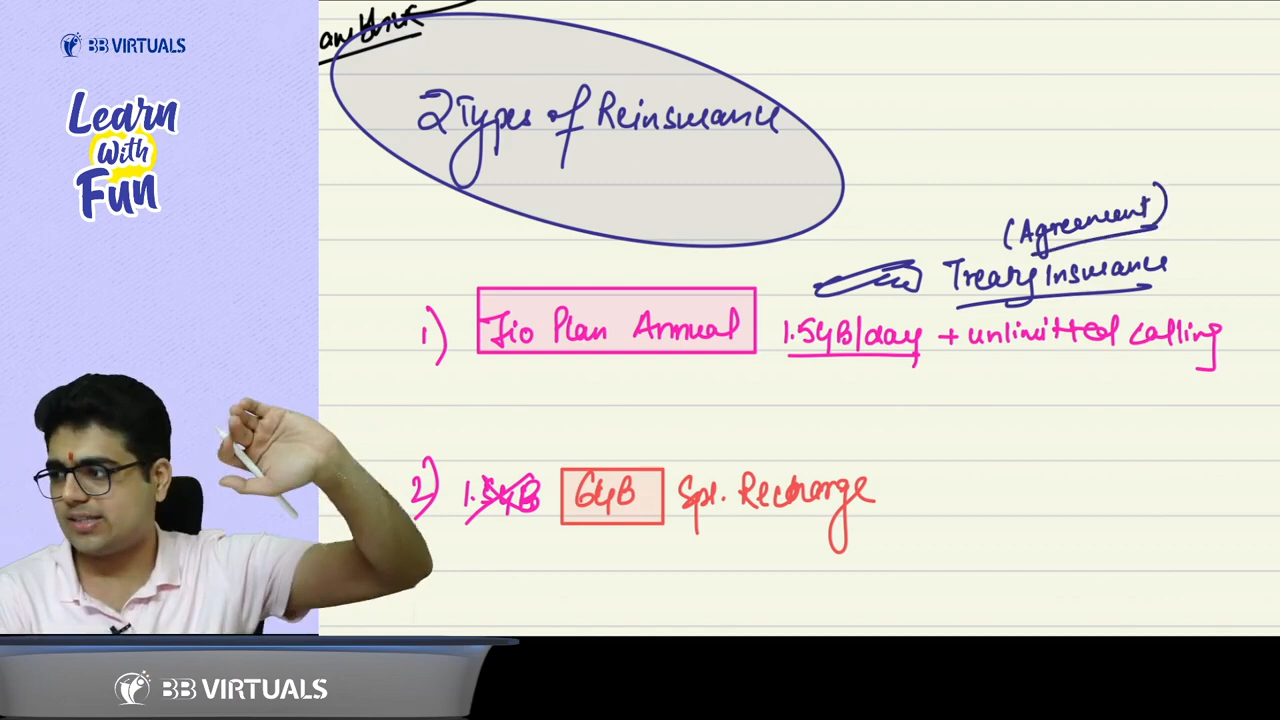 BB VIRTUALS
Learn
With
Fun
2 Types of Reinsurance
(Agreement)
Treaty Insurance
1) Jio Plan Annual 1.5GB/day + unlimitted calling
2) 1.5GB 6GB Spl. Recharge
BB VIRTUALS